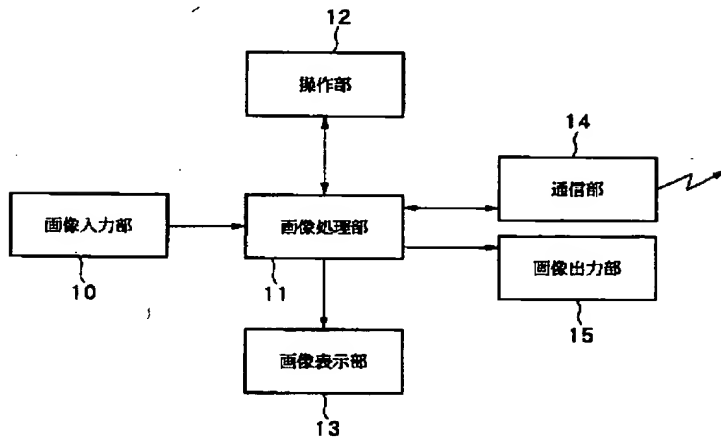 12
操作部
14
通信部
画像入力部
画像処理部
10
11
画像出力部
15
画像表示部
13